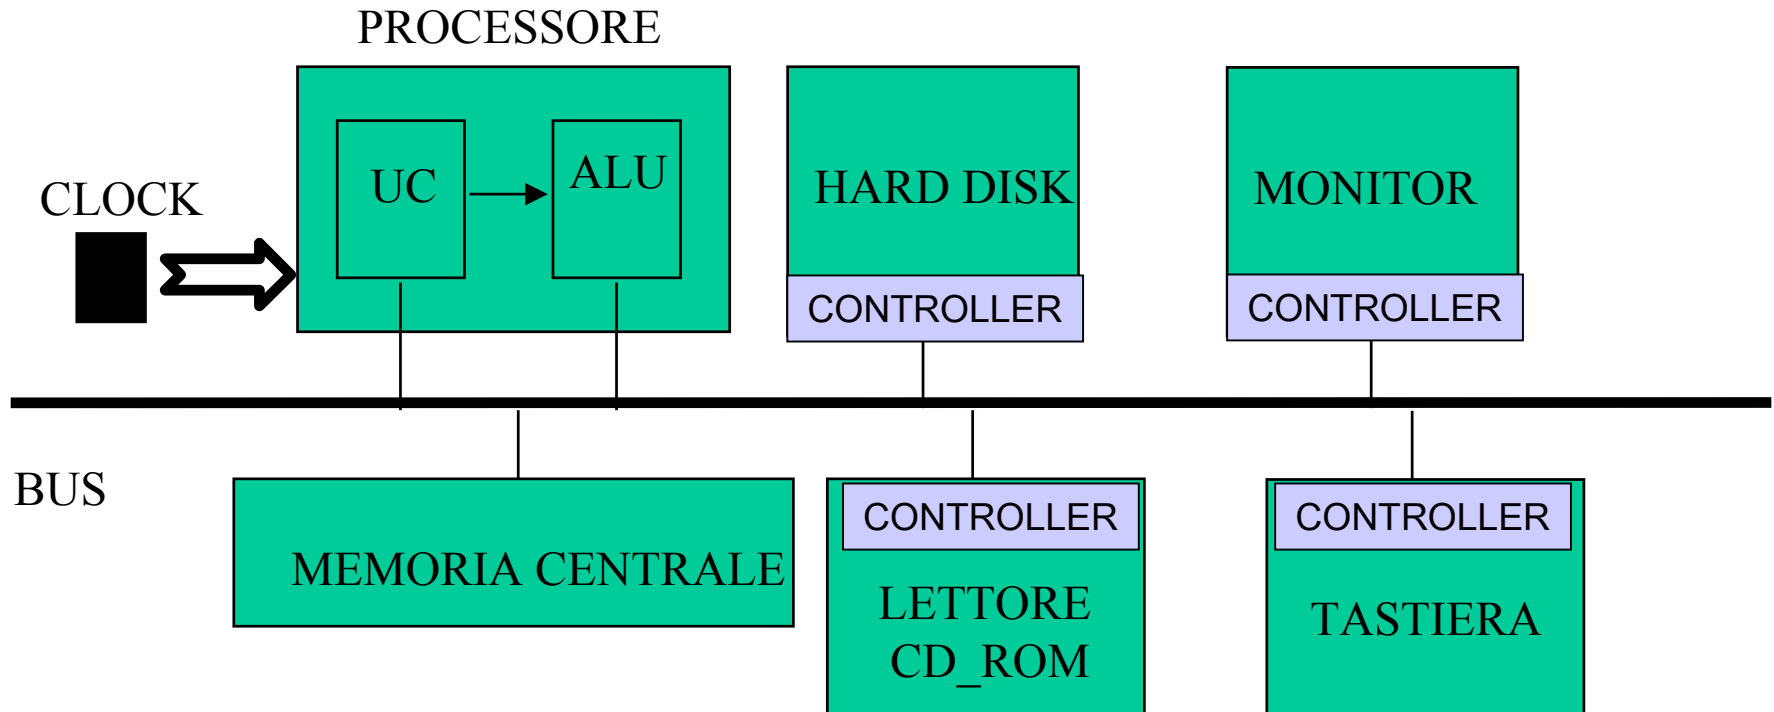 PROCESSORE
CLOCK
UC
ALU
HARD DISK
MONITOR
CONTROLLER
CONTROLLER
BUS
MEMORIA CENTRALE
CONTROLLER
LETTORE
CD_ROM
CONTROLLER
TASTIERA